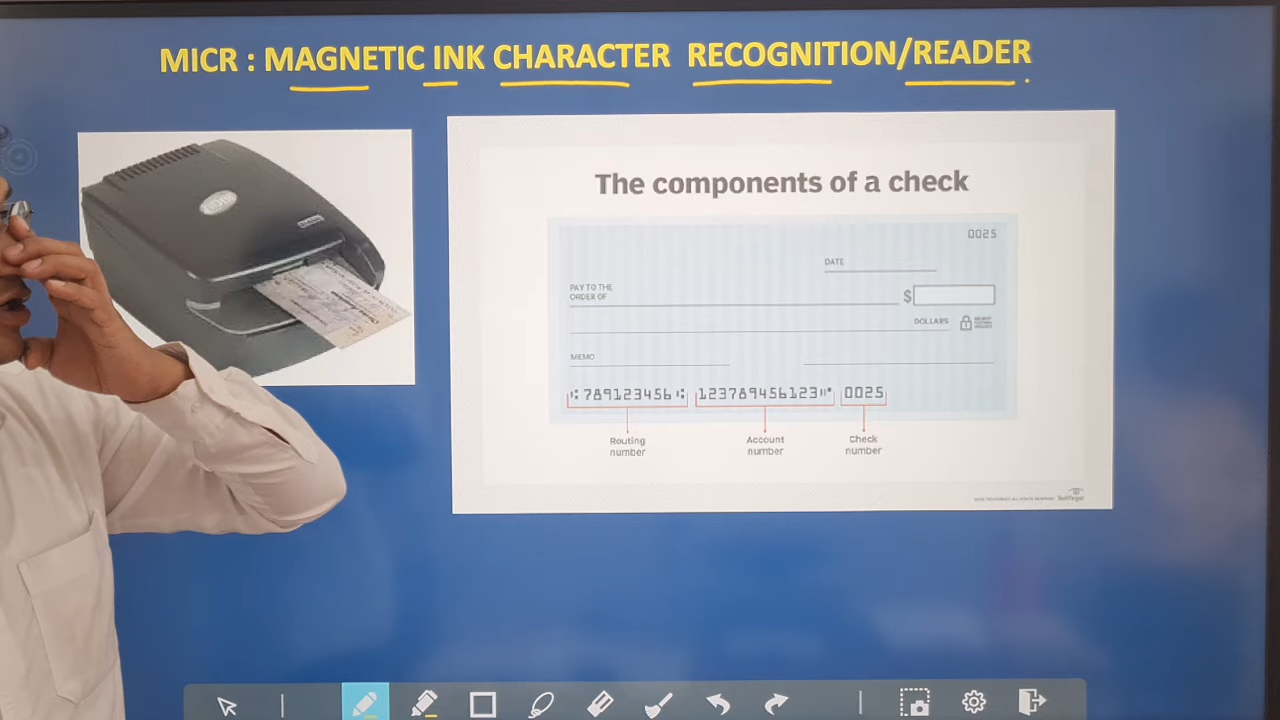 MICR : MAGNETIC INK CHARACTER RECOGNITION/READER
The components of a check
0025
DATE
PAY TO THE
ORDER OF
$
DOLLARS
MEMO
⑆789123456⑆ 123789456123⑈ 0025
Routing
number
Account
number
Check
number
TechTarget